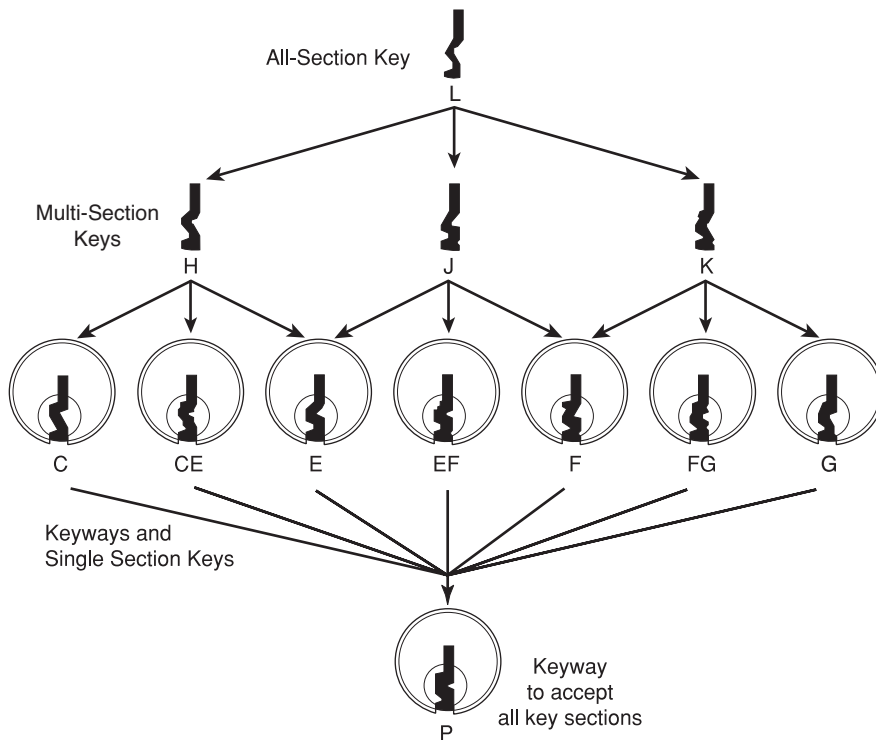 All-Section Key
L
Multi-Section
Keys
H
J
K
C
CE
E
EF
F
FG
G
Keyways and
Single Section Keys
Keyway
to accept
all key sections
P